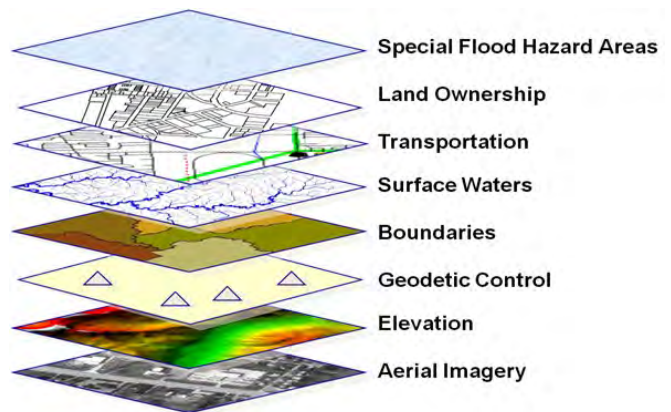 Special Flood Hazard Areas
Land Ownership
Transportation
Surface Waters
Boundaries
Geodetic Control
Elevation
Aerial Imagery